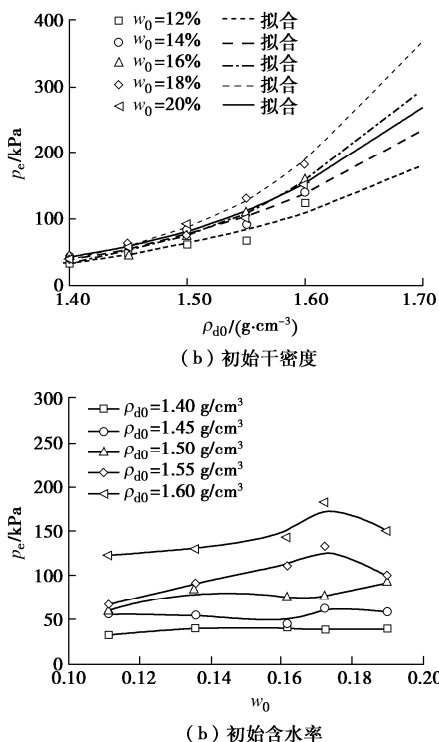 w0=12% 拟合
w0=14% 拟合
w0=16% 拟合
w0=18% 拟合
w0=20% 拟合
400
300
200
100
0
pe/kPa
1.40 1.50 1.60 1.70
ρd0/(g·cm⁻³)
(b) 初始干密度
300
250
200
150
100
50
0
pe/kPa
ρd0=1.40 g/cm³
ρd0=1.45 g/cm³
ρd0=1.50 g/cm³
ρd0=1.55 g/cm³
ρd0=1.60 g/cm³
0.10 0.12 0.14 0.16 0.18 0.20
w0
(b) 初始含水率